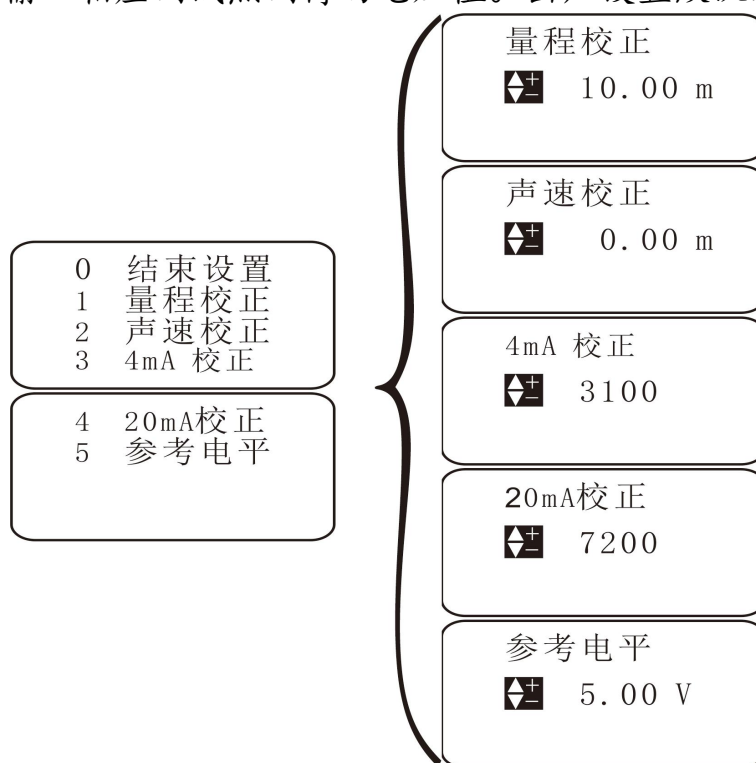 0 结束设置
1 量程校正
2 声速校正
3 4mA 校正
4 20mA校正
5 参考电平
量程校正
10.00 m
声速校正
0.00 m
4mA 校正
3100
20mA校正
7200
参考电平
5.00 V